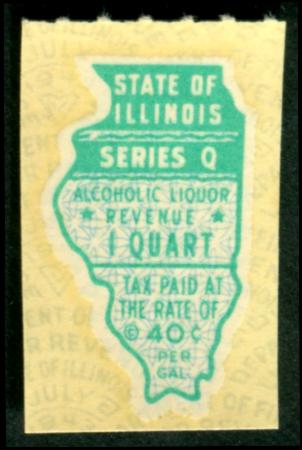 STATE OF
ILLINOIS
SERIES Q
ALCOHOLIC LIQUOR
★ REVENUE ★
1 QUART
TAX PAID AT
THE RATE OF
© 40¢
PER
GAL.